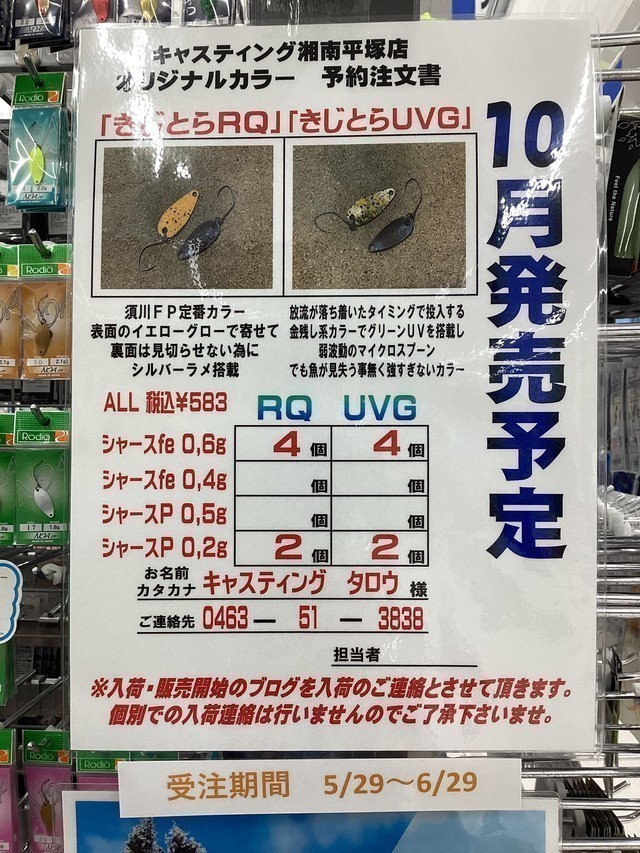 キャスティング湘南平塚店
オリジナルカラー　予約注文書
「きじとらRQ」「きじとらUVG」
10月発売予定
須川ＦＰ定番カラー
表面のイエローグローで寄せて
裏面は見切らせない為に
シルバーラメ搭載
放流が落ち着いたタイミングで投入する
金残し系カラーでグリーンＵＶを搭載し
弱波動のマイクロスプーン
でも魚が見失う事無く強すぎないカラー
ALL 税込¥583
RQ UVG
シャースfe 0,6g 4個 4個
シャースfe 0,4g 個 個
シャースP 0,5g 個 個
シャースP 0,2g 2個 2個
お名前
カタカナ キャスティング タロウ 様
ご連絡先 0463 — 51 — 3838
担当者
※入荷・販売開始のブログを入荷のご連絡とさせて頂きます。
個別での入荷連絡は行いませんのでご了承下さいませ。
受注期間　5/29～6/29
Rodio
Rodio
Rodio
Rodio
Feel the Nature